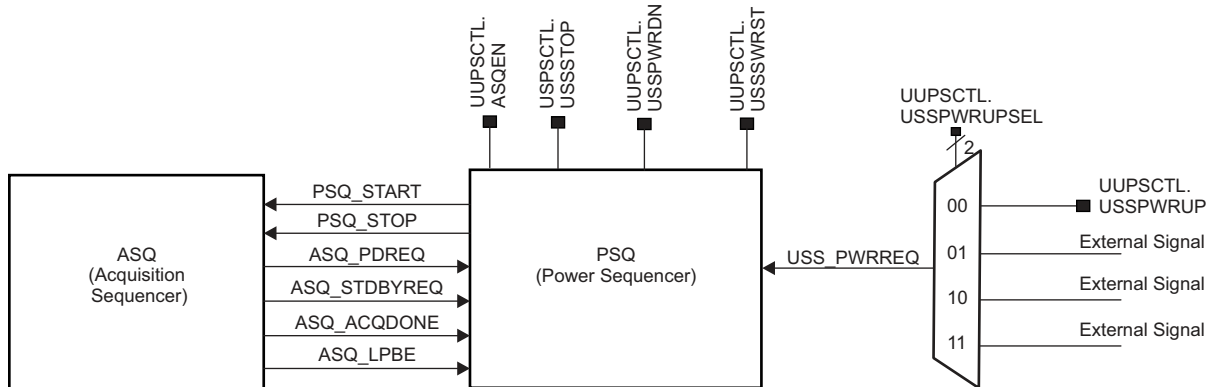 UUPSCTL.
ASQEN
USPSCTL.
USSSTOP
UUPSCTL.
USSPWRDN
UUPSCTL.
USSSWRST
UUPSCTL.
USSPWRUPSEL
2
ASQ
(Acquisition
Sequencer)
PSQ_START
PSQ_STOP
ASQ_PDREQ
ASQ_STDBYREQ
ASQ_ACQDONE
ASQ_LPBE
PSQ
(Power Sequencer)
USS_PWRREQ
00
01
10
11
UUPSCTL.
USSPWRUP
External Signal
External Signal
External Signal